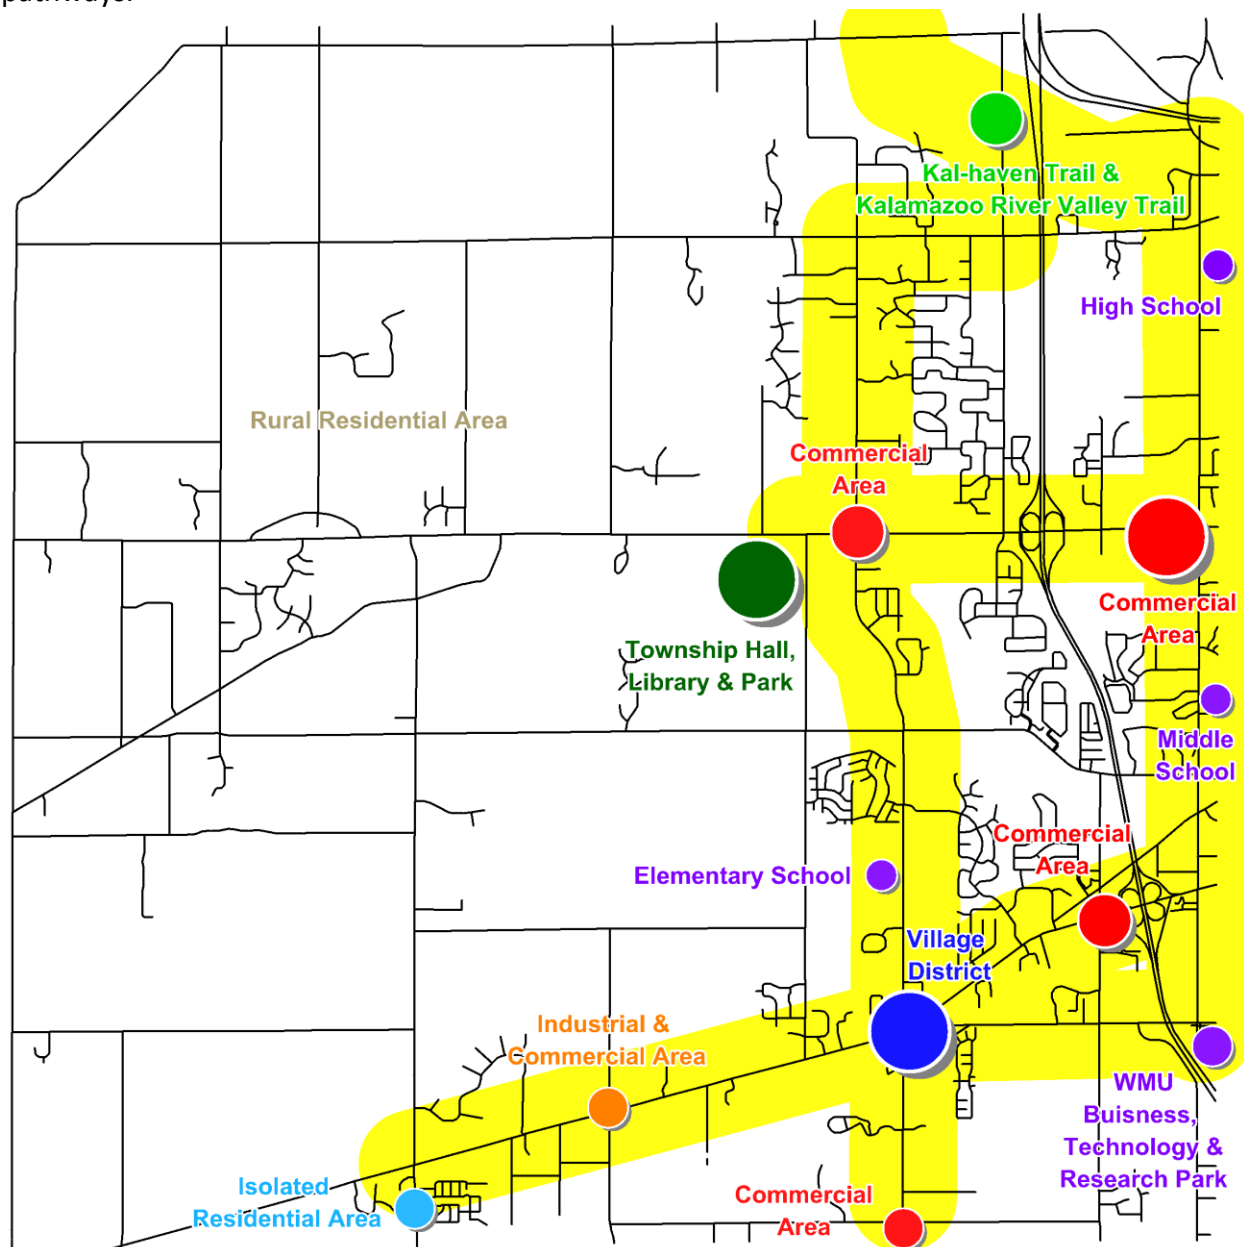 pathways.
Kal-haven Trail &
Kalamazoo River Valley Trail
High School
Rural Residential Area
Commercial
Area
Commercial
Area
Township Hall,
Library & Park
Middle
School
Commercial
Area
Elementary School
Village
District
Industrial &
Commercial Area
WMU
Buisness,
Technology &
Research Park
Isolated
Residential Area
Commercial
Area